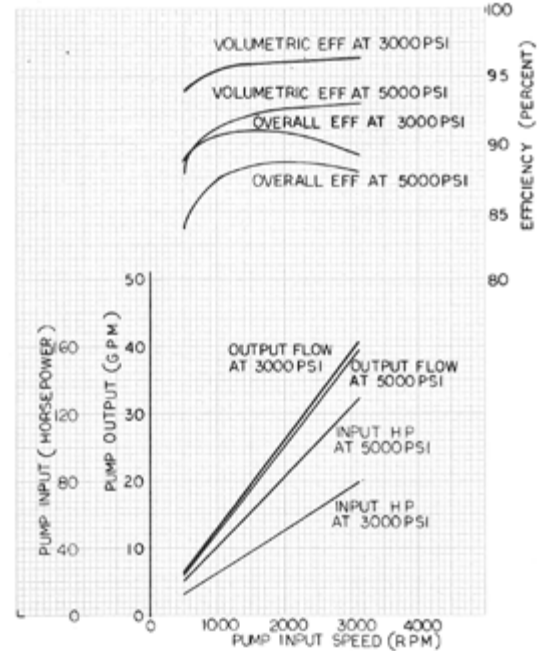 100
VOLUMETRIC EFF AT 3000 PSI
95
VOLUMETRIC EFF AT 5000 PSI
OVERALL EFF AT 3000 PSI
90
OVERALL EFF AT 5000 PSI
85
EFFICIENCY (PERCENT)
80
50
160
40
OUTPUT FLOW
AT 3000 PSI
OUTPUT FLOW
AT 5000 PSI
120
30
INPUT HP
AT 5000 PSI
80
20
INPUT HP
AT 3000 PSI
40
10
0
0
PUMP INPUT (HORSEPOWER)
PUMP OUTPUT (GPM)
0
1000
2000
3000
4000
PUMP INPUT SPEED (RPM)